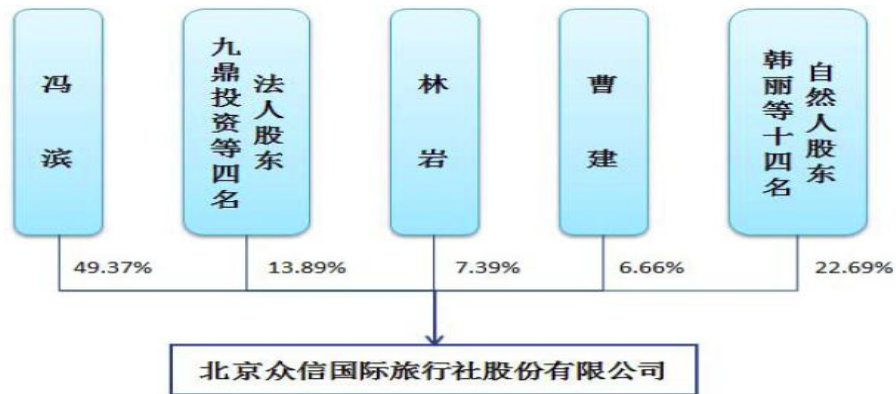 冯滨
九鼎投资等四名
法人股东
林岩
曹建
韩丽等十四名
自然人股东
49.37%
13.89%
7.39%
6.66%
22.69%
北京众信国际旅行社股份有限公司